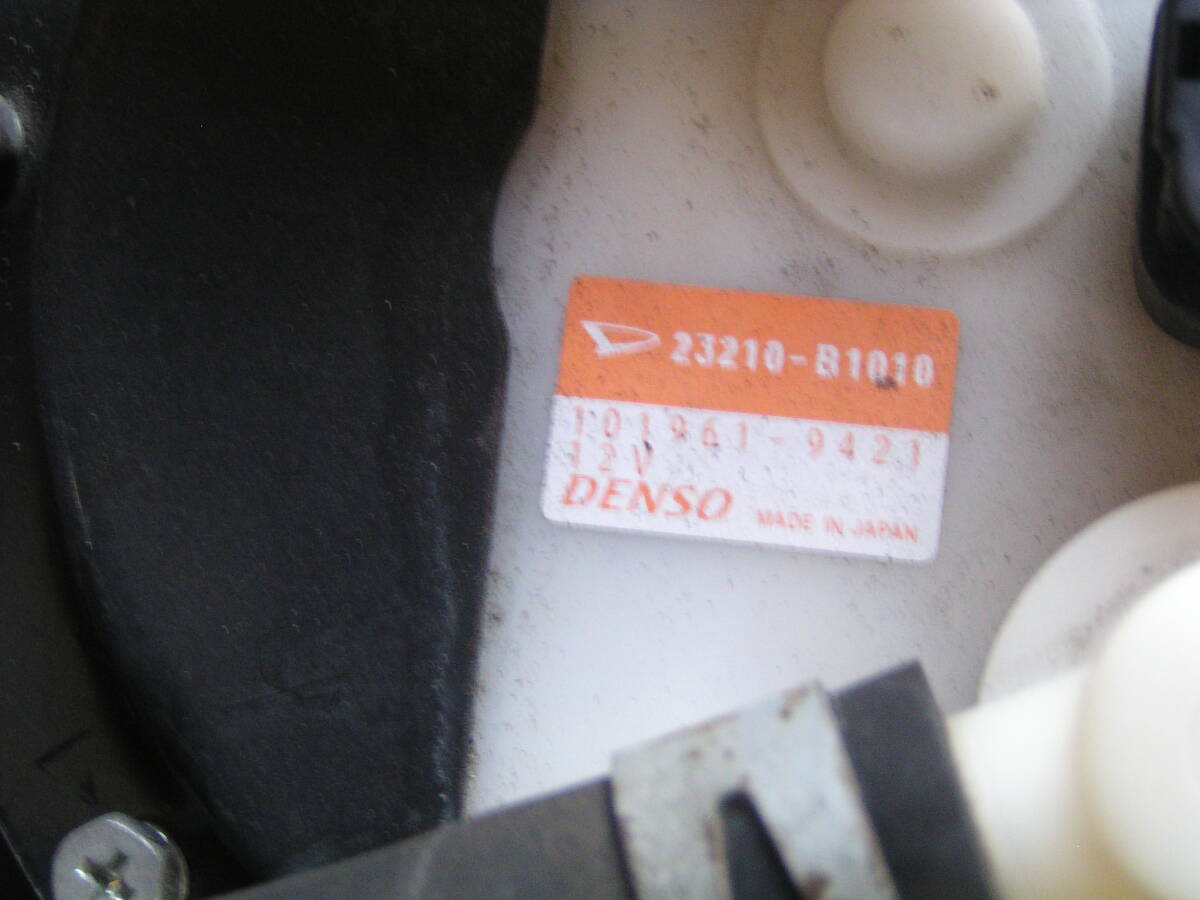 23210-B1010
101961-9421
12V
DENSO MADE IN JAPAN